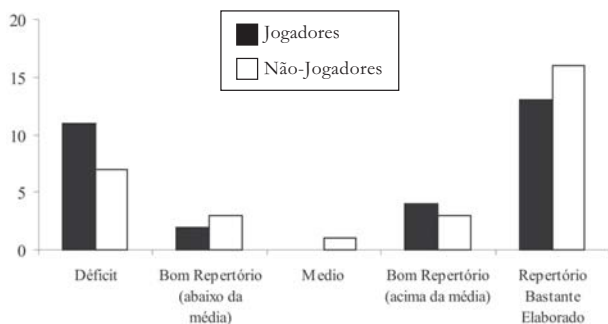 20
15
10
5
0
Jogadores
Não-Jogadores
Déficit
Bom Repertório
(abaixo da
média)
Medio
Bom Repertório
(acima da média)
Repertório
Bastante
Elaborado